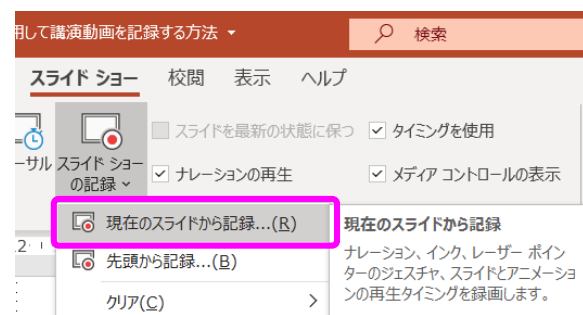 用して講演動画を記録する方法
検索
スライド ショー 校閲 表示 ヘルプ
ーサル
スライド ショー
の記録
スライドを最新の状態に保つ
タイミングを使用
ナレーションの再生
メディア コントロールの表示
現在のスライドから記録...(R)
先頭から記録...(B)
クリア(C)
現在のスライドから記録
ナレーション、インク、レーザー ポイン
ターのジェスチャ、スライドとアニメーショ
ンの再生タイミングを録画します。
2